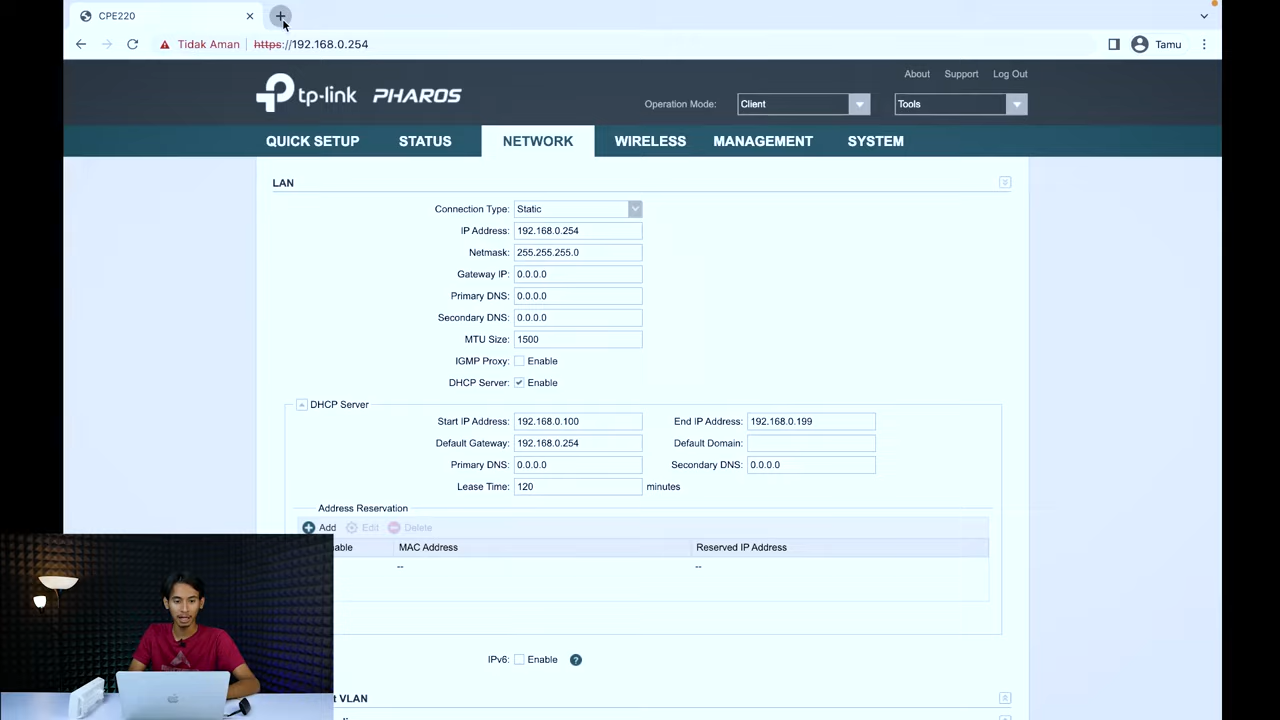 CPE220
Tidak Aman https://192.168.0.254 Tamu
tp-link PHAROS
About Support Log Out
Operation Mode: Client Tools
QUICK SETUP STATUS NETWORK WIRELESS MANAGEMENT SYSTEM
LAN
Connection Type: Static
IP Address: 192.168.0.254
Netmask: 255.255.255.0
Gateway IP: 0.0.0.0
Primary DNS: 0.0.0.0
Secondary DNS: 0.0.0.0
MTU Size: 1500
IGMP Proxy: Enable
DHCP Server: Enable
DHCP Server
Start IP Address: 192.168.0.100 End IP Address: 192.168.0.199
Default Gateway: 192.168.0.254 Default Domain:
Primary DNS: 0.0.0.0 Secondary DNS: 0.0.0.0
Lease Time: 120 minutes
Address Reservation
Add Edit Delete
able MAC Address Reserved IP Address
-- --
IPv6: Enable ?
t VLAN